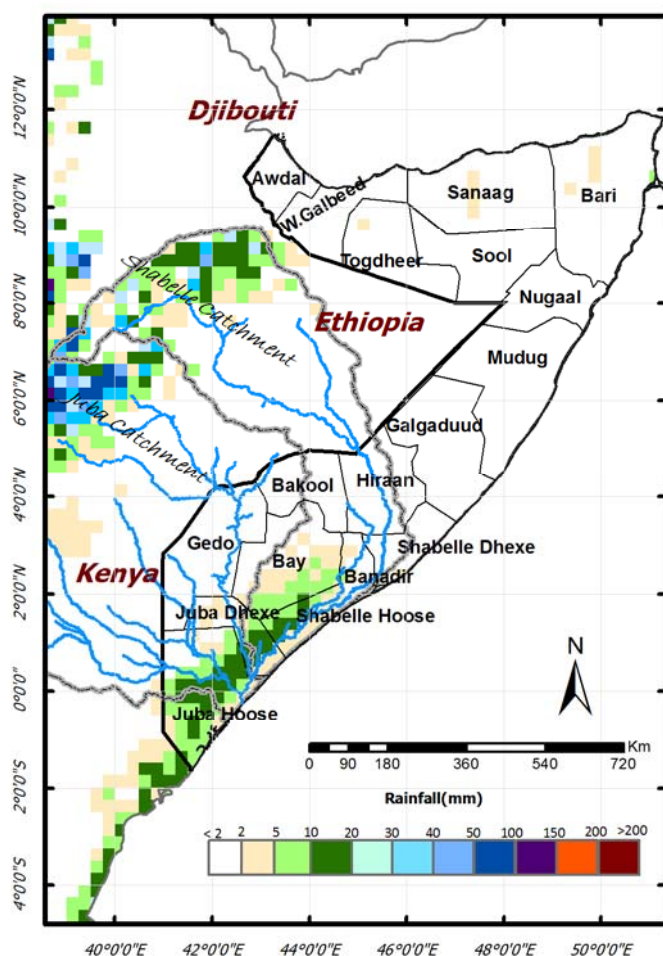 12°0'0"N
Djibouti
Awdal
W.Galbeed
Sanaag
Bari
10°0'0"N
Togdheer
Sool
Shabelle Catchment
8°0'0"N
Ethiopia
Nugaal
Mudug
6°0'0"N
Juba Catchment
Galgaduud
Bakool
Hiraan
4°0'0"N
Gedo
Shabelle Dhexe
Bay
Kenya
Banadir
2°0'0"N
Juba Dhexe
Shabelle Hoose
N
0°0'0"
Juba Hoose
Km
0 90 180 360 540 720
2°0'0"S
Rainfall(mm)
< 2 2 5 10 20 30 40 50 100 150 200 >200
4°0'0"S
40°0'0"E 42°0'0"E 44°0'0"E 46°0'0"E 48°0'0"E 50°0'0"E